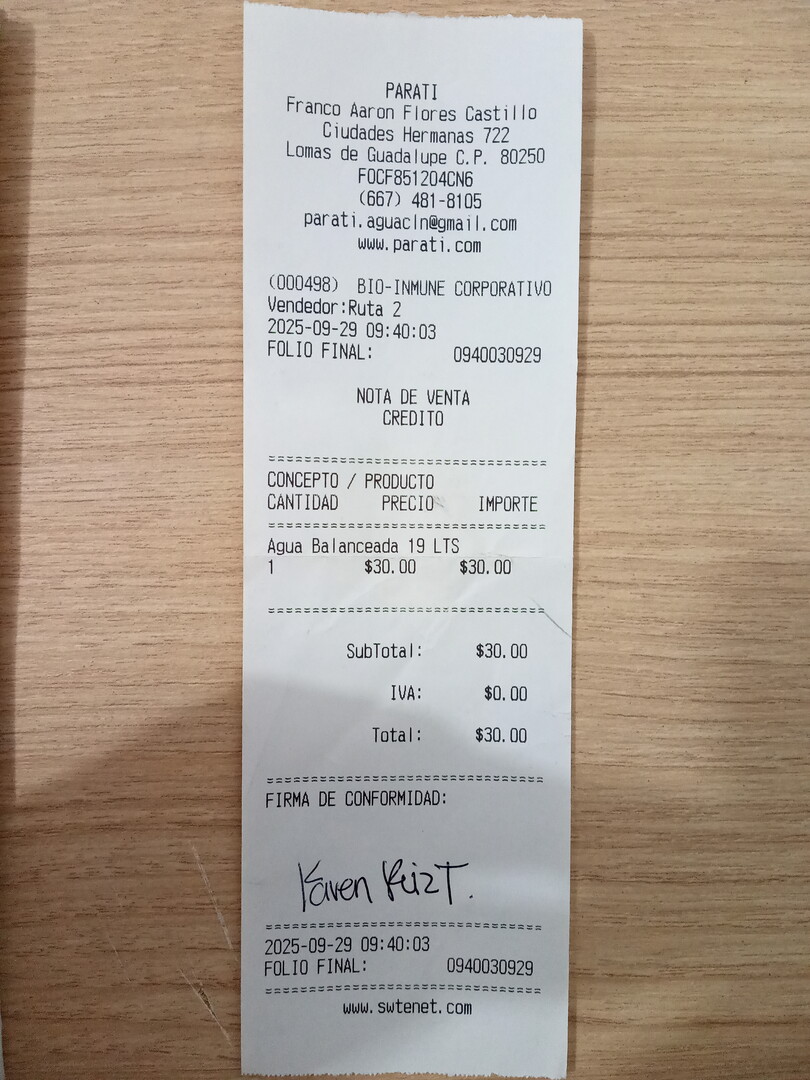 PARATI
Franco Aaron Flores Castillo
Ciudades Hermanas 722
Lomas de Guadalupe C.P. 80250
FOCF851204CN6
(667) 481-8105
parati.aguacln@gmail.com
www.parati.com
(000498) BIO-INMUNE CORPORATIVO
Vendedor:Ruta 2
2025-09-29 09:40:03
FOLIO FINAL: 0940030929
NOTA DE VENTA
CREDITO
==================================
CONCEPTO / PRODUCTO
CANTIDAD PRECIO IMPORTE
==================================
Agua Balanceada 19 LTS
1 $30.00 $30.00
==================================
SubTotal: $30.00
IVA: $0.00
Total: $30.00
==================================
FIRMA DE CONFORMIDAD:
Karen Ruiz T.
==================================
2025-09-29 09:40:03
FOLIO FINAL: 0940030929
==================================
www.swtenet.com